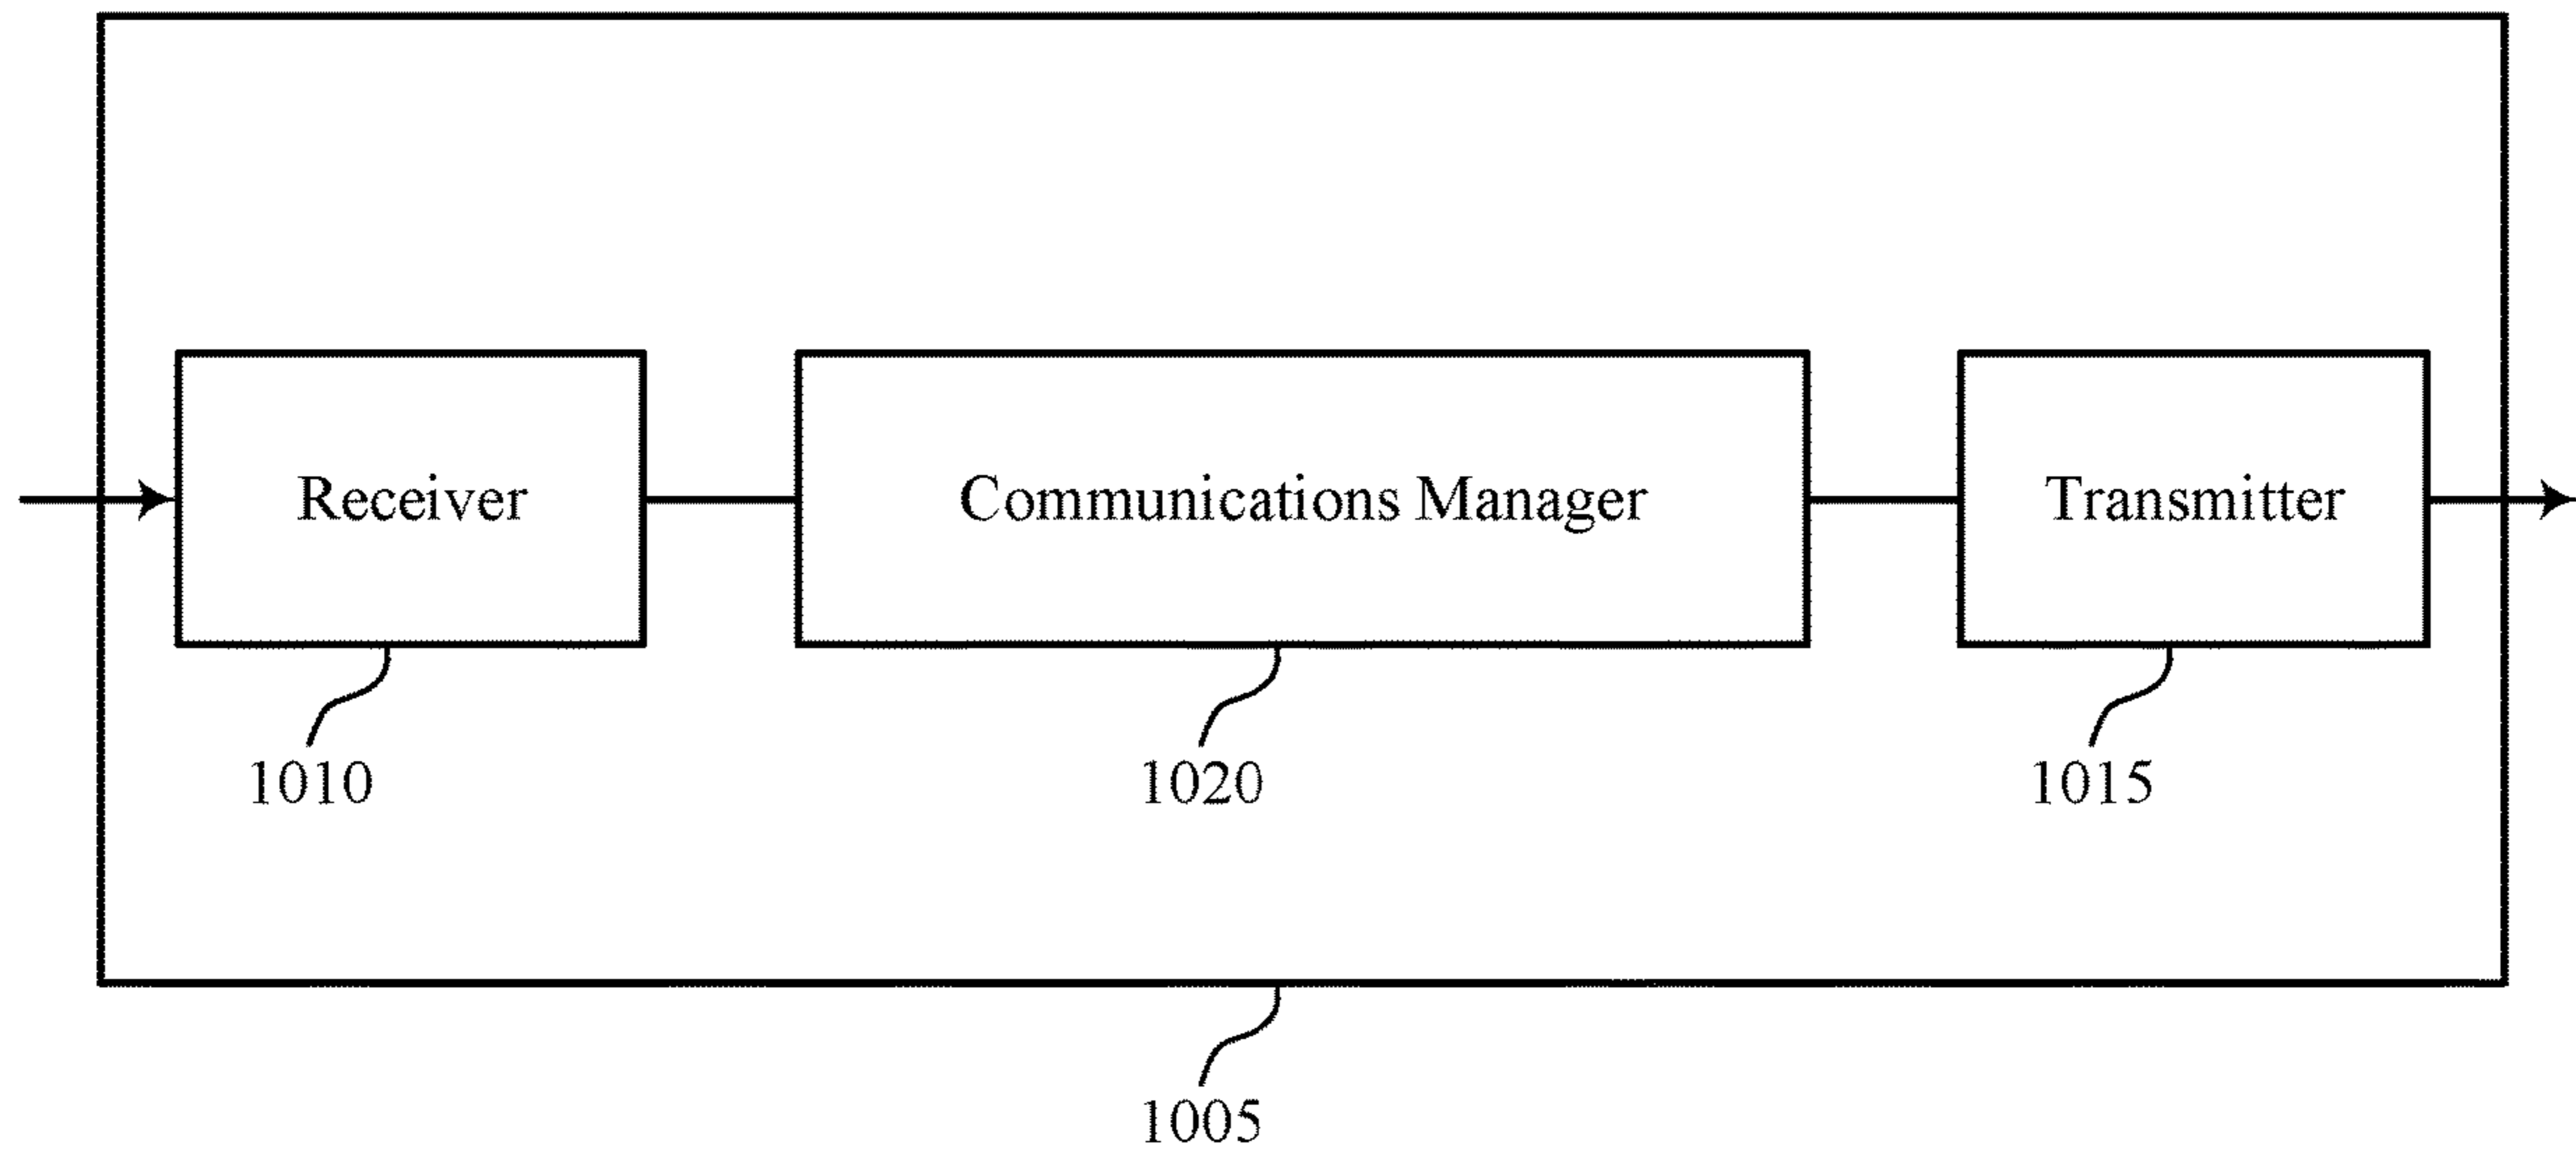 Receiver
Communications Manager
Transmitter
1010
1020
1015
1005